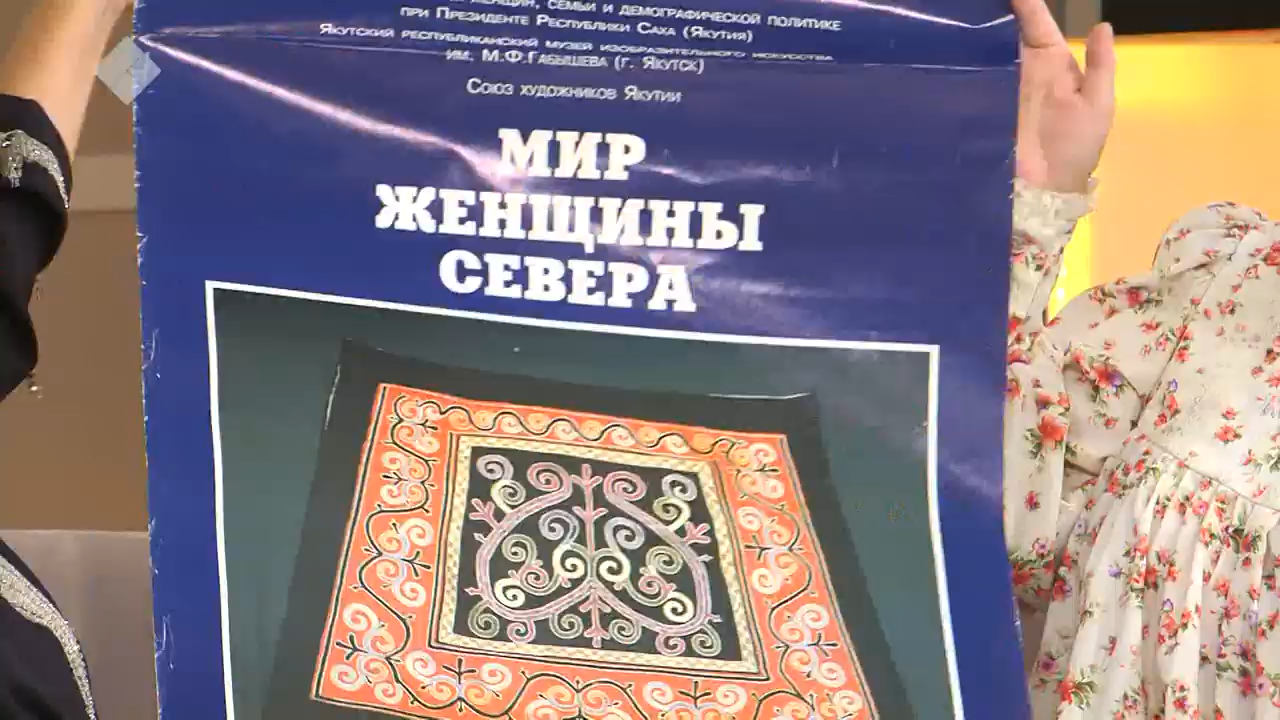 ЖЕНЩИН, СЕМЬИ И ДЕМОГРАФИЧЕСКОЙ ПОЛИТИКЕ
ПРИ ПРЕЗИДЕНТЕ РЕСПУБЛИКИ САХА (ЯКУТИЯ)
ЯКУТСКИЙ РЕСПУБЛИКАНСКИЙ МУЗЕЙ ИЗОБРАЗИТЕЛЬНОГО ИСКУССТВА
ИМ. М.Ф.ГАБЫШЕВА (Г. ЯКУТСК)
СОЮЗ ХУДОЖНИКОВ ЯКУТИИ
МИР
ЖЕНЩИНЫ
СЕВЕРА